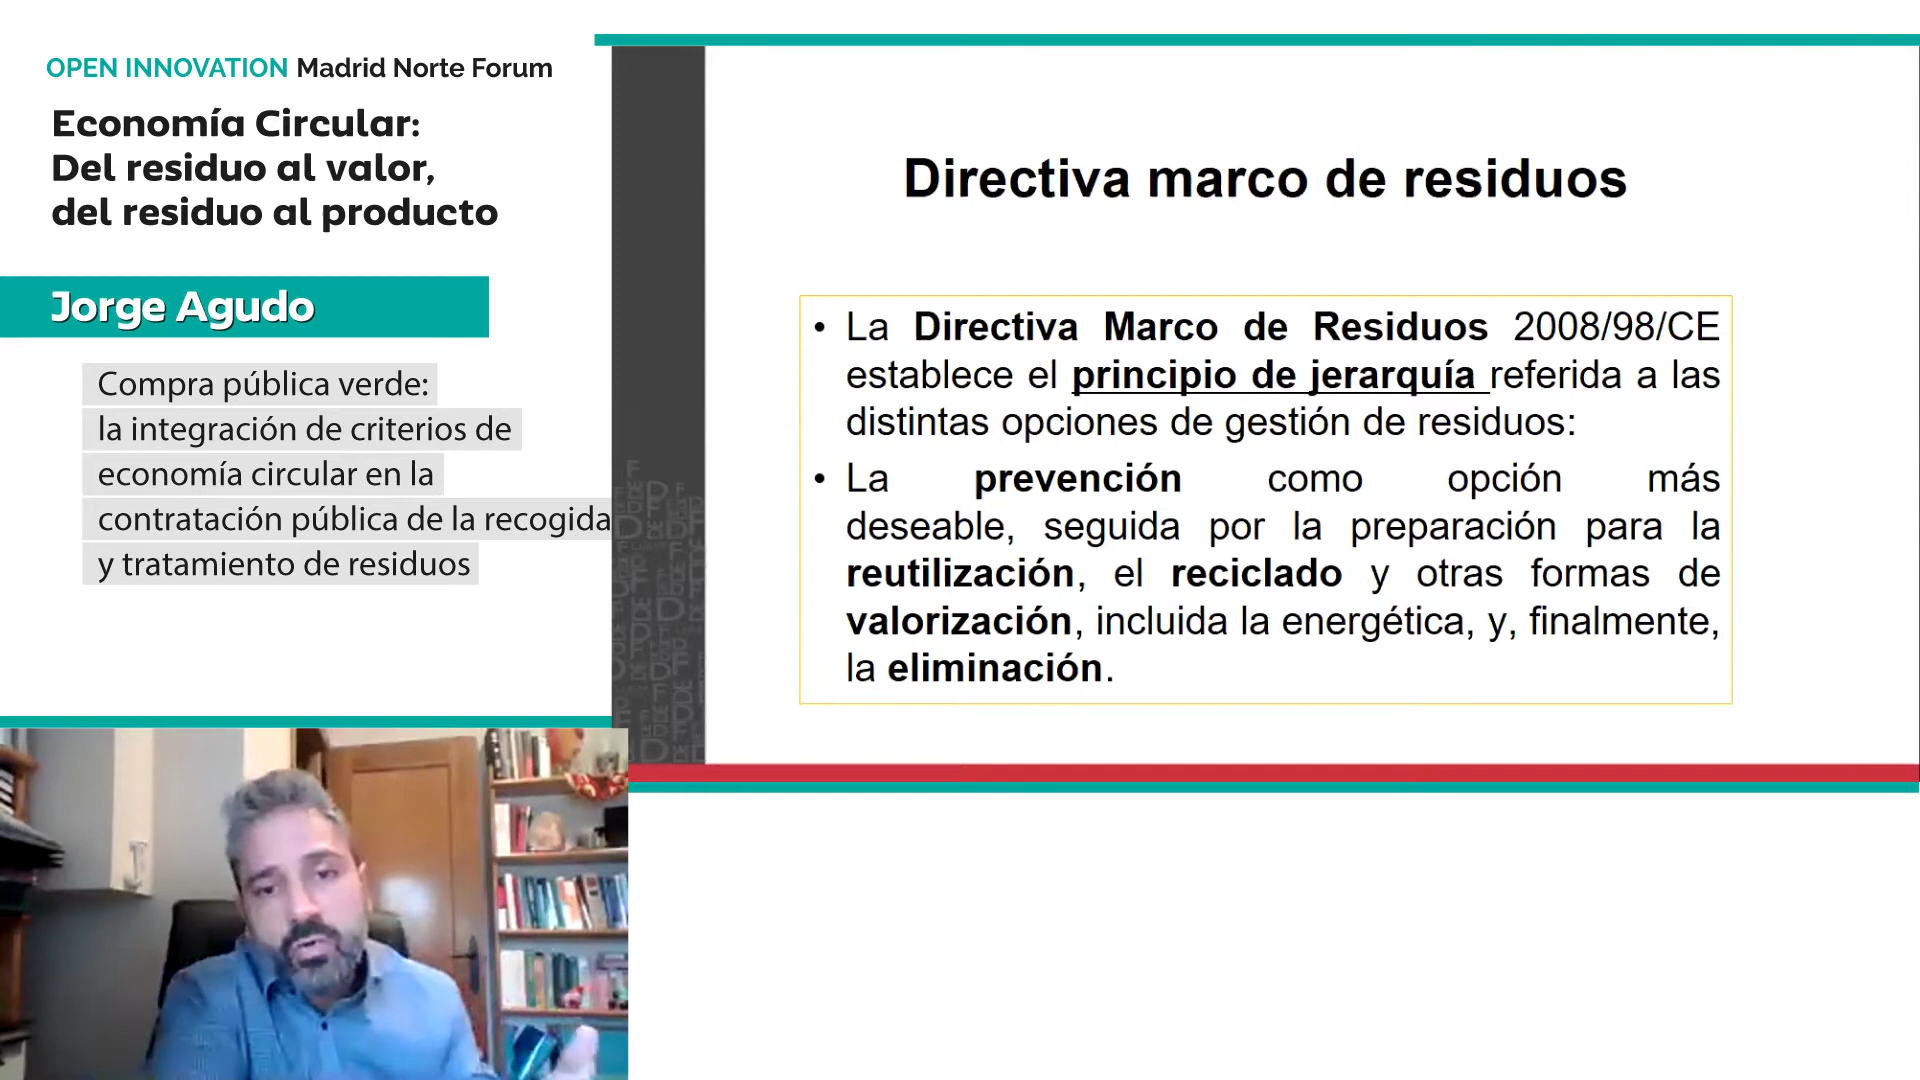 OPEN INNOVATION Madrid Norte Forum
Economía Circular:
Del residuo al valor,
del residuo al producto
Jorge Agudo
Compra pública verde:
la integración de criterios de
economía circular en la
contratación pública de la recogida
y tratamiento de residuos
Directiva marco de residuos
• La Directiva Marco de Residuos 2008/98/CE
establece el principio de jerarquía referida a las
distintas opciones de gestión de residuos:
• La prevención como opción más
deseable, seguida por la preparación para la
reutilización, el reciclado y otras formas de
valorización, incluida la energética, y, finalmente,
la eliminación.